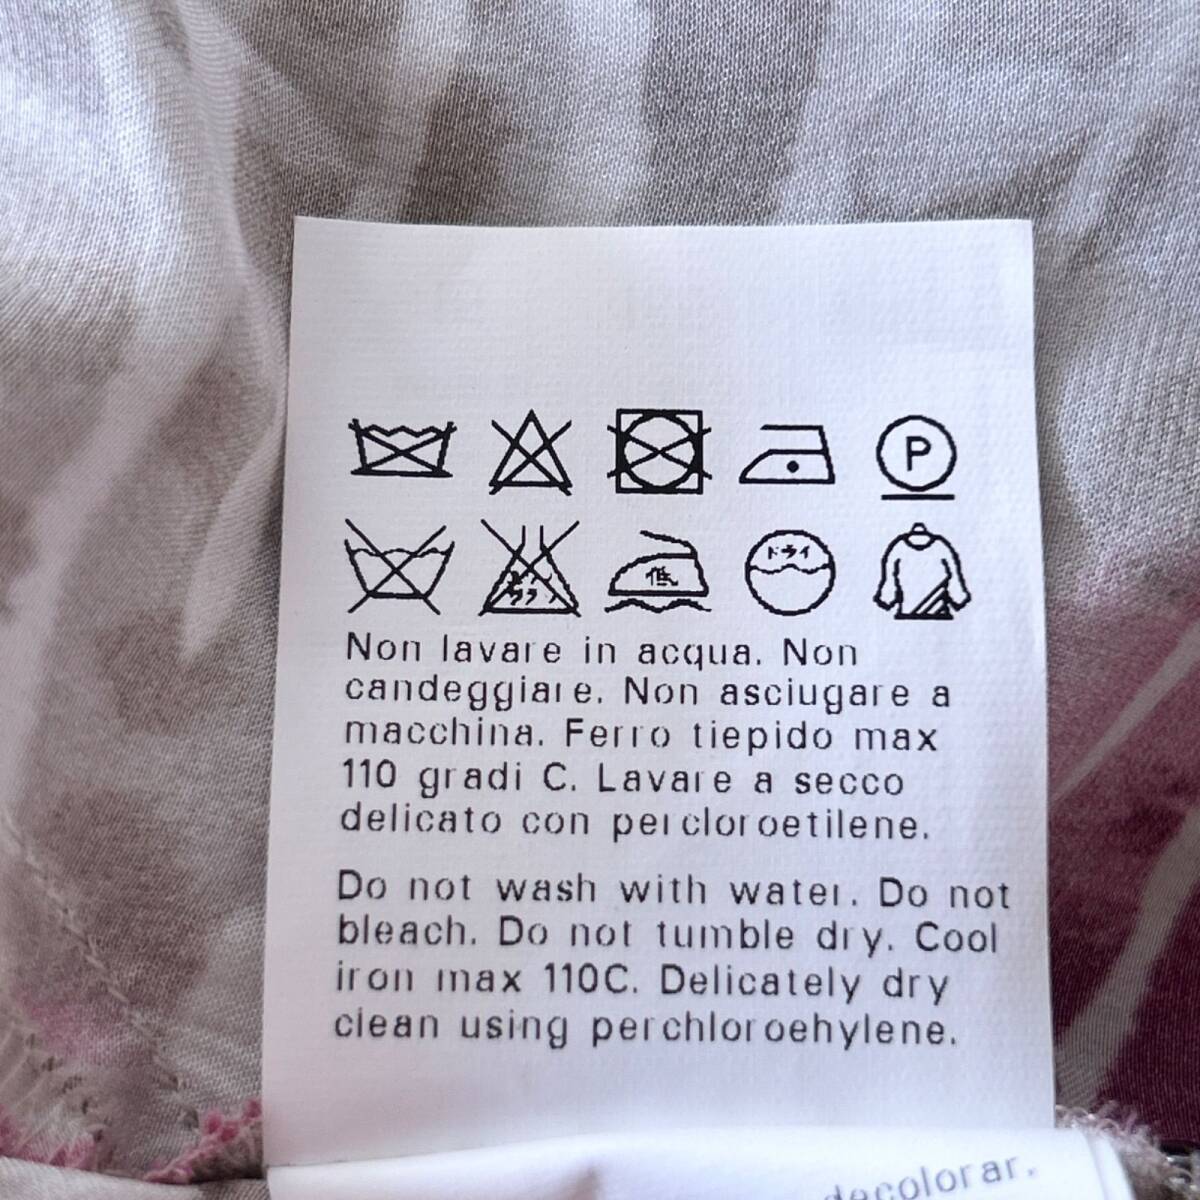 P
低
ドライ
Non lavare in acqua. Non
candeggiare. Non asciugare a
macchina. Ferro tiepido max
110 gradi C. Lavare a secco
delicato con percloroetilene.
Do not wash with water. Do not
bleach. Do not tumble dry. Cool
iron max 110C. Delicately dry
clean using perchloroehylene.
decolorar.